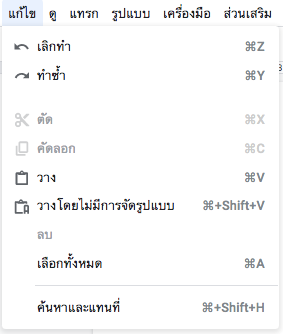 แก้ไข ดู แทรก รูปแบบ เครื่องมือ ส่วนเสริม
เลิกทำ ⌘Z
ทำซ้ำ ⌘Y
ตัด ⌘X
คัดลอก ⌘C
วาง ⌘V
วางโดยไม่มีการจัดรูปแบบ ⌘+Shift+V
ลบ
เลือกทั้งหมด ⌘A
ค้นหาและแทนที่ ⌘+Shift+H